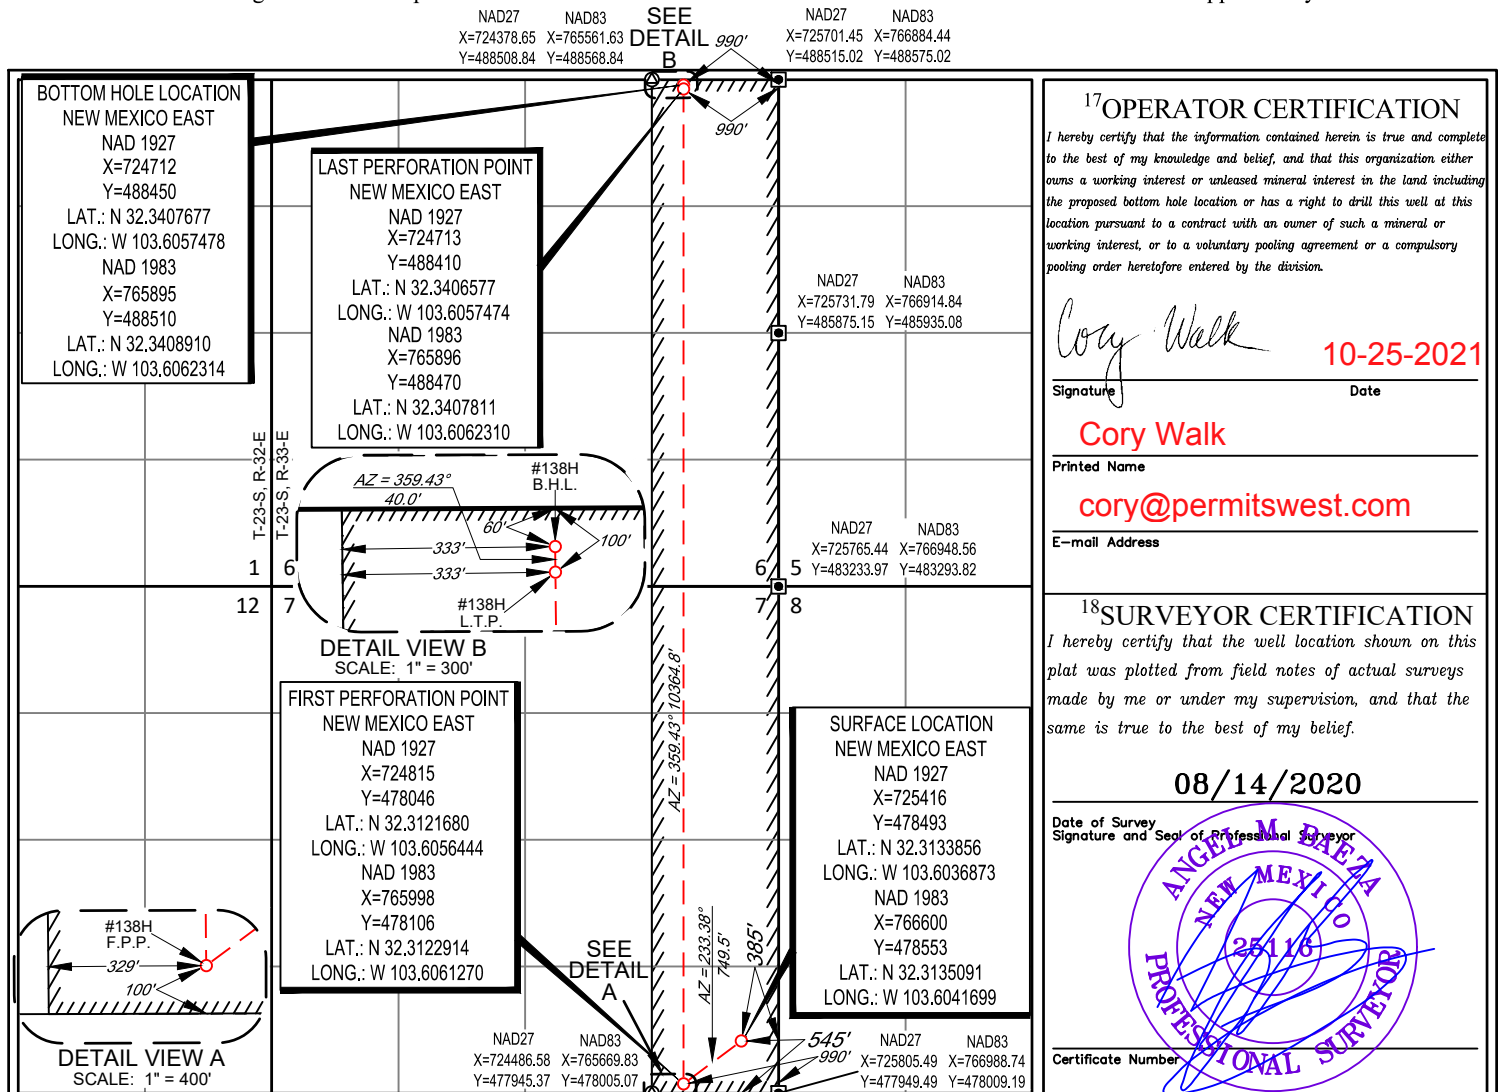 NAD27 NAD83
X=724378.65 X=765561.63
Y=488508.84 Y=488568.84
SEE
DETAIL
B
990'
NAD27 NAD83
X=725701.45 X=766884.44
Y=488515.02 Y=488575.02
990'
BOTTOM HOLE LOCATION
NEW MEXICO EAST
NAD 1927
X=724712
Y=488450
LAT.: N 32.3407677
LONG.: W 103.6057478
NAD 1983
X=765895
Y=488510
LAT.: N 32.3408910
LONG.: W 103.6062314
LAST PERFORATION POINT
NEW MEXICO EAST
NAD 1927
X=724713
Y=488410
LAT.: N 32.3406577
LONG.: W 103.6057474
NAD 1983
X=765896
Y=488470
LAT.: N 32.3407811
LONG.: W 103.6062310
NAD27 NAD83
X=725731.79 X=766914.84
Y=485875.15 Y=485935.08
T-23-S, R-32-E
T-23-S, R-33-E
AZ = 359.43°
40.0'
#138H
B.H.L.
60'
100'
333'
333'
#138H
L.T.P.
DETAIL VIEW B
SCALE: 1" = 300'
NAD27 NAD83
X=725765.44 X=766948.56
Y=483233.97 Y=483293.82
1 6
12 7
6 5
7 8
AZ = 359.43° 10364.8'
FIRST PERFORATION POINT
NEW MEXICO EAST
NAD 1927
X=724815
Y=478046
LAT.: N 32.3121680
LONG.: W 103.6056444
NAD 1983
X=765998
Y=478106
LAT.: N 32.3122914
LONG.: W 103.6061270
SURFACE LOCATION
NEW MEXICO EAST
NAD 1927
X=725416
Y=478493
LAT.: N 32.3133856
LONG.: W 103.6036873
NAD 1983
X=766600
Y=478553
LAT.: N 32.3135091
LONG.: W 103.6041699
#138H
F.P.P.
329'
100'
DETAIL VIEW A
SCALE: 1" = 400'
SEE
DETAIL
A
AZ = 233.38°
749.5'
385'
545'
990'
NAD27 NAD83
X=724486.58 X=765669.83
Y=477945.37 Y=478005.07
NAD27 NAD83
X=725805.49 X=766988.74
Y=477949.49 Y=478009.19
17 OPERATOR CERTIFICATION
I hereby certify that the information contained herein is true and complete
to the best of my knowledge and belief, and that this organization either
owns a working interest or unleased mineral interest in the land including
the proposed bottom hole location or has a right to drill this well at this
location pursuant to a contract with an owner of such a mineral or
working interest, or to a voluntary pooling agreement or a compulsory
pooling order heretofore entered by the division.
Cory Walk
10-25-2021
Signature Date
Cory Walk
Printed Name
cory@permitswest.com
E-mail Address
18 SURVEYOR CERTIFICATION
I hereby certify that the well location shown on this
plat was plotted from field notes of actual surveys
made by me or under my supervision, and that the
same is true to the best of my belief.
08/14/2020
Date of Survey
Signature and Seal of Professional Surveyor
ANGEL M. BAEZA
NEW MEXICO
25116
PROFESSIONAL SURVEYOR
Certificate Number